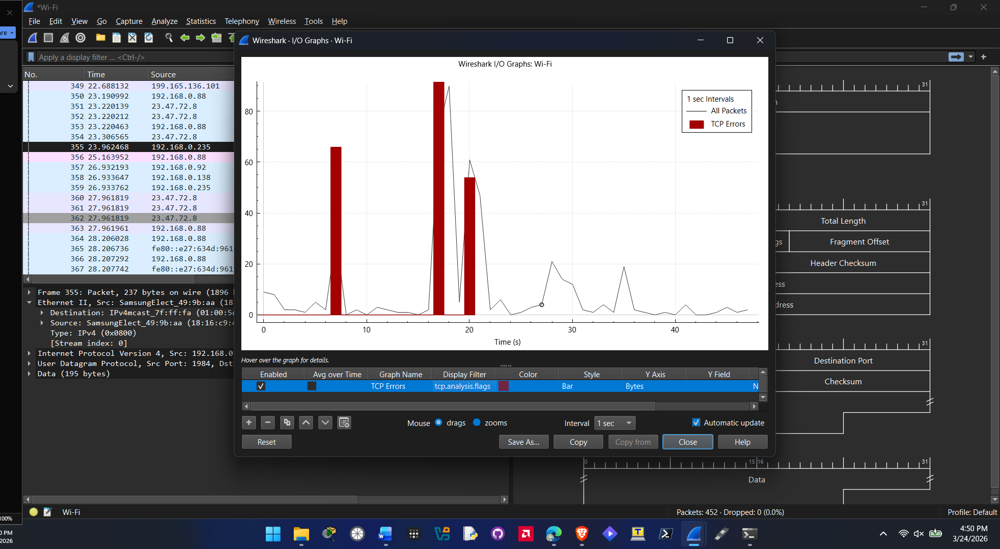 *Wi-Fi
File Edit View Go Capture Analyze Statistics Telephony Wireless Tools Help
Apply a display filter ... <Ctrl-/>
No. Time Source
349 22.688132 199.165.136.101
350 23.190992 192.168.0.88
351 23.220139 23.47.72.8
352 23.220212 23.47.72.8
353 23.220463 192.168.0.88
354 23.306565 23.47.72.8
355 23.962468 192.168.0.235
356 25.163952 192.168.0.88
357 26.932193 192.168.0.92
358 26.933647 192.168.0.138
359 26.933762 192.168.0.235
360 27.961819 23.47.72.8
361 27.961819 23.47.72.8
362 27.961819 23.47.72.8
363 27.961961 192.168.0.88
364 28.206028 192.168.0.88
365 28.206736 fe80::e27:634d:961
366 28.207292 192.168.0.88
367 28.207742 fe80::e27:634d:961
Frame 355: Packet, 237 bytes on wire (1896
Ethernet II, Src: SamsungElect_49:9b:aa (18
Destination: IPv4mcast_7f:ff:fa (01:00:5e
Source: SamsungElect_49:9b:aa (18:16:c9:4
Type: IPv4 (0x0800)
[Stream index: 0]
Internet Protocol Version 4, Src: 192.168.0
User Datagram Protocol, Src Port: 1984, Dst
Data (195 bytes)
Wireshark · I/O Graphs · Wi-Fi
Wireshark I/O Graphs: Wi-Fi
1 sec Intervals
All Packets
TCP Errors
80
60
40
20
0
0 10 20 30 40
Time (s)
Hover over the graph for details.
Enabled Avg over Time Graph Name Display Filter Color Style Y Axis Y Field
TCP Errors tcp.analysis.flags Bar Bytes N
Mouse drags zooms Interval 1 sec Automatic update
Reset Save As... Copy Copy from Close Help
31
31
Total Length
gs Fragment Offset
Header Checksum
ess
dress
31
Destination Port
Checksum
0 15 16 31
Data
Wi-Fi Packets: 452 · Dropped: 0 (0.0%) Profile: Default
100%
PM
2026
4:50 PM
3/24/2026